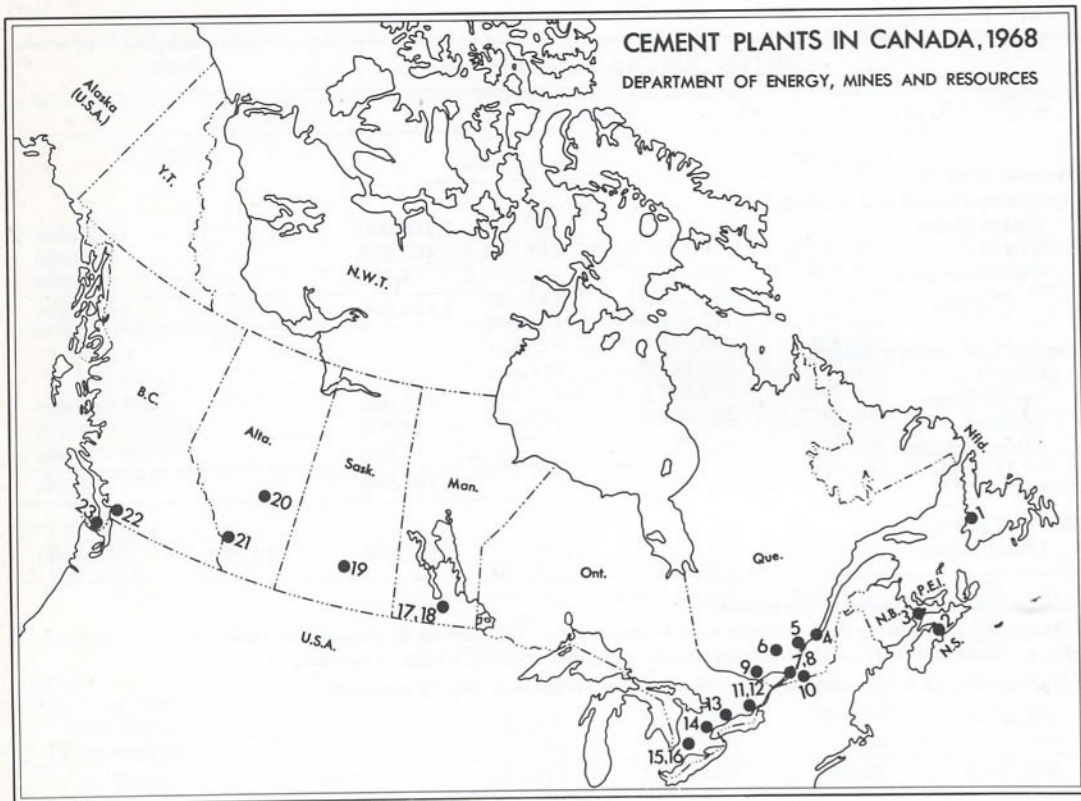 CEMENT PLANTS IN CANADA, 1968
DEPARTMENT OF ENERGY, MINES AND RESOURCES
Alaska
(U.S.A.)
Y.T.
N.W.T.
B.C.
Alta.
Sask.
Man.
Ont.
Que.
Nfld.
P.E.I.
N.B.
N.S.
U.S.A.
1
2
3
4
5
6
7,8
9
10
11,12
13
14
15,16
17,18
19
20
21
22
23